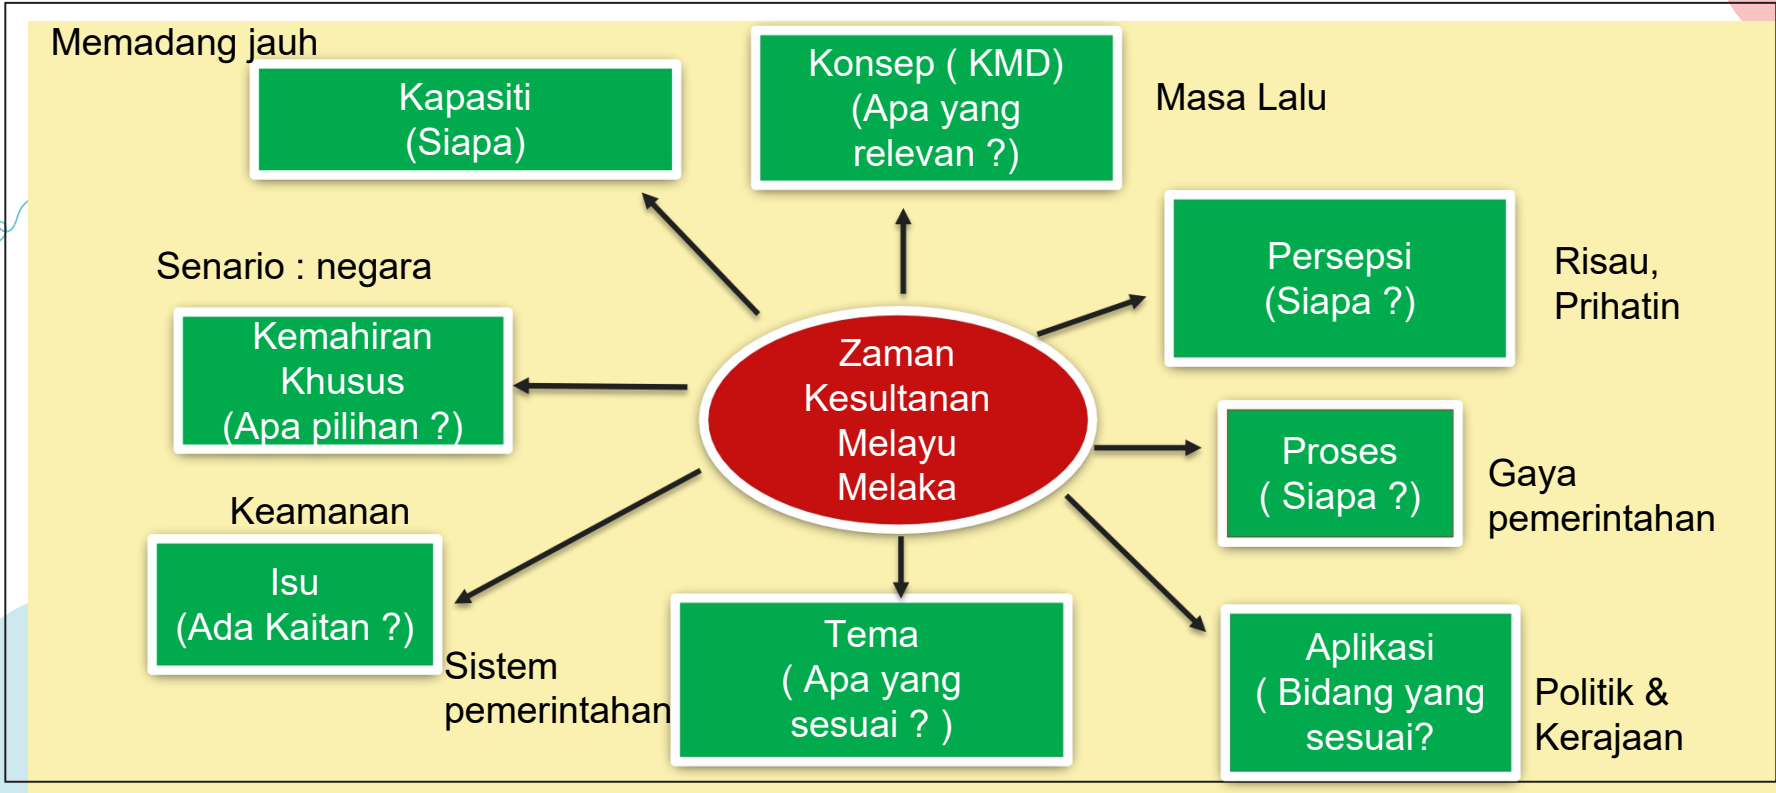 Memadang jauh
Kapasiti
(Siapa)
Konsep ( KMD)
(Apa yang
relevan ?)
Masa Lalu
Persepsi
(Siapa ?)
Risau,
Prihatin
Senario : negara
Kemahiran
Khusus
(Apa pilihan ?)
Zaman
Kesultanan
Melayu
Melaka
Proses
( Siapa ?)
Gaya
pemerintahan
Keamanan
Isu
(Ada Kaitan ?)
Sistem
pemerintahan
Tema
( Apa yang
sesuai ? )
Aplikasi
( Bidang yang
sesuai?
Politik &
Kerajaan